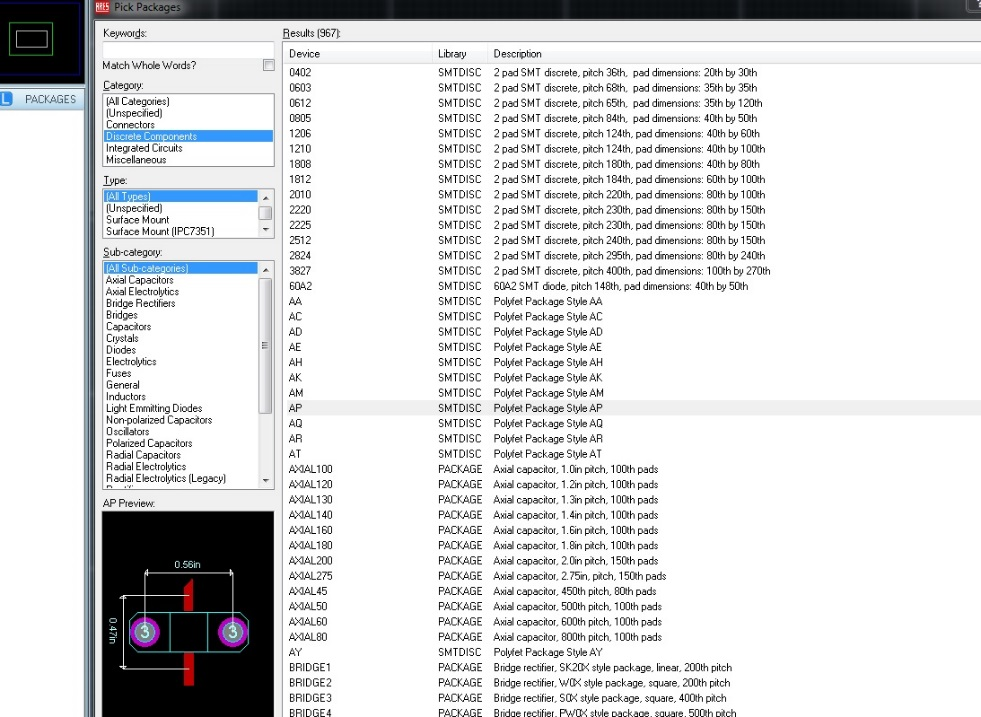 ARES Pick Packages
L PACKAGES
Keywords:
Match Whole Words?
Category:
(All Categories)
(Unspecified)
Connectors
Discrete Components
Integrated Circuits
Miscellaneous
Type:
(All Types)
(Unspecified)
Surface Mount
Surface Mount (IPC7351)
Sub-category:
(All Sub-categories)
Axial Capacitors
Axial Electrolytics
Bridge Rectifiers
Bridges
Capacitors
Crystals
Diodes
Electrolytics
Fuses
General
Inductors
Light Emmitting Diodes
Non-polarized Capacitors
Oscillators
Polarized Capacitors
Radial Capacitors
Radial Electrolytics
Radial Electrolytics (Legacy)
AP Preview:
0.56in
0.47in
3 3
Results (967):
Device Library Description
0402 SMTDISC 2 pad SMT discrete, pitch 36th, pad dimensions: 20th by 30th
0603 SMTDISC 2 pad SMT discrete, pitch 68th, pad dimensions: 35th by 35th
0612 SMTDISC 2 pad SMT discrete, pitch 65th, pad dimensions: 35th by 120th
0805 SMTDISC 2 pad SMT discrete, pitch 84th, pad dimensions: 40th by 50th
1206 SMTDISC 2 pad SMT discrete, pitch 124th, pad dimensions: 40th by 60th
1210 SMTDISC 2 pad SMT discrete, pitch 124th, pad dimensions: 40th by 100th
1808 SMTDISC 2 pad SMT discrete, pitch 180th, pad dimensions: 40th by 80th
1812 SMTDISC 2 pad SMT discrete, pitch 184th, pad dimensions: 60th by 100th
2010 SMTDISC 2 pad SMT discrete, pitch 220th, pad dimensions: 80th by 100th
2220 SMTDISC 2 pad SMT discrete, pitch 230th, pad dimensions: 80th by 150th
2225 SMTDISC 2 pad SMT discrete, pitch 230th, pad dimensions: 80th by 150th
2512 SMTDISC 2 pad SMT discrete, pitch 240th, pad dimensions: 80th by 150th
2824 SMTDISC 2 pad SMT discrete, pitch 295th, pad dimensions: 80th by 240th
3827 SMTDISC 2 pad SMT discrete, pitch 400th, pad dimensions: 100th by 270th
60A2 SMTDISC 60A2 SMT diode, pitch 148th, pad dimensions: 40th by 50th
AA SMTDISC Polyfet Package Style AA
AC SMTDISC Polyfet Package Style AC
AD SMTDISC Polyfet Package Style AD
AE SMTDISC Polyfet Package Style AE
AH SMTDISC Polyfet Package Style AH
AK SMTDISC Polyfet Package Style AK
AM SMTDISC Polyfet Package Style AM
AP SMTDISC Polyfet Package Style AP
AQ SMTDISC Polyfet Package Style AQ
AR SMTDISC Polyfet Package Style AR
AT SMTDISC Polyfet Package Style AT
AXIAL100 PACKAGE Axial capacitor, 1.0in pitch, 100th pads
AXIAL120 PACKAGE Axial capacitor, 1.2in pitch, 100th pads
AXIAL130 PACKAGE Axial capacitor, 1.3in pitch, 100th pads
AXIAL140 PACKAGE Axial capacitor, 1.4in pitch, 100th pads
AXIAL160 PACKAGE Axial capacitor, 1.6in pitch, 100th pads
AXIAL180 PACKAGE Axial capacitor, 1.8in pitch, 100th pads
AXIAL200 PACKAGE Axial capacitor, 2.0in pitch, 150th pads
AXIAL275 PACKAGE Axial capacitor, 2.75in, pitch, 150th pads
AXIAL45 PACKAGE Axial capacitor, 450th pitch, 80th pads
AXIAL50 PACKAGE Axial capacitor, 500th pitch, 100th pads
AXIAL60 PACKAGE Axial capacitor, 600th pitch, 100th pads
AXIAL80 PACKAGE Axial capacitor, 800th pitch, 100th pads
AY SMTDISC Polyfet Package Style AY
BRIDGE1 PACKAGE Bridge rectifier, SK20X style package, linear, 200th pitch
BRIDGE2 PACKAGE Bridge rectifier, W0X style package, square, 200th pitch
BRIDGE3 PACKAGE Bridge rectifier, S0X style package, square, 400th pitch
BRIDGE4 PACKAGE Bridge rectifier, PW0X style package, square, 500th pitch